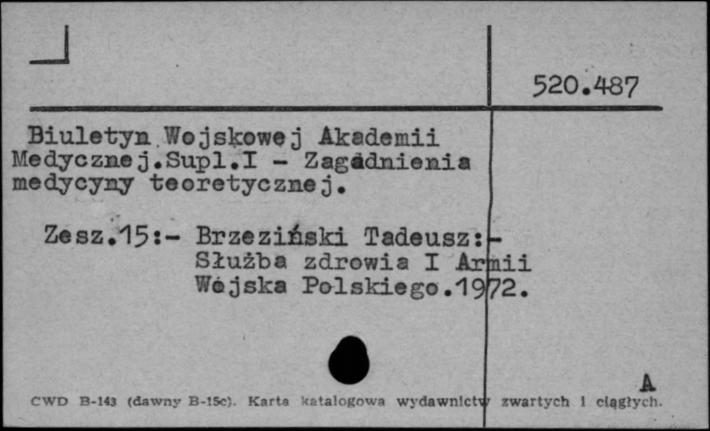 520.487
Biuletyn Wojskowej Akademii
Medycznej.Supl.I - Zagadnienia
medycyny teoretycznej.
Zesz.15:- Brzeziński Tadeusz:-
Służba zdrowia I Armii
Wojska Polskiego.1972.
A
CWD B-143 (dawny B-15c). Karta katalogowa wydawnictw zwartych i ciągłych.